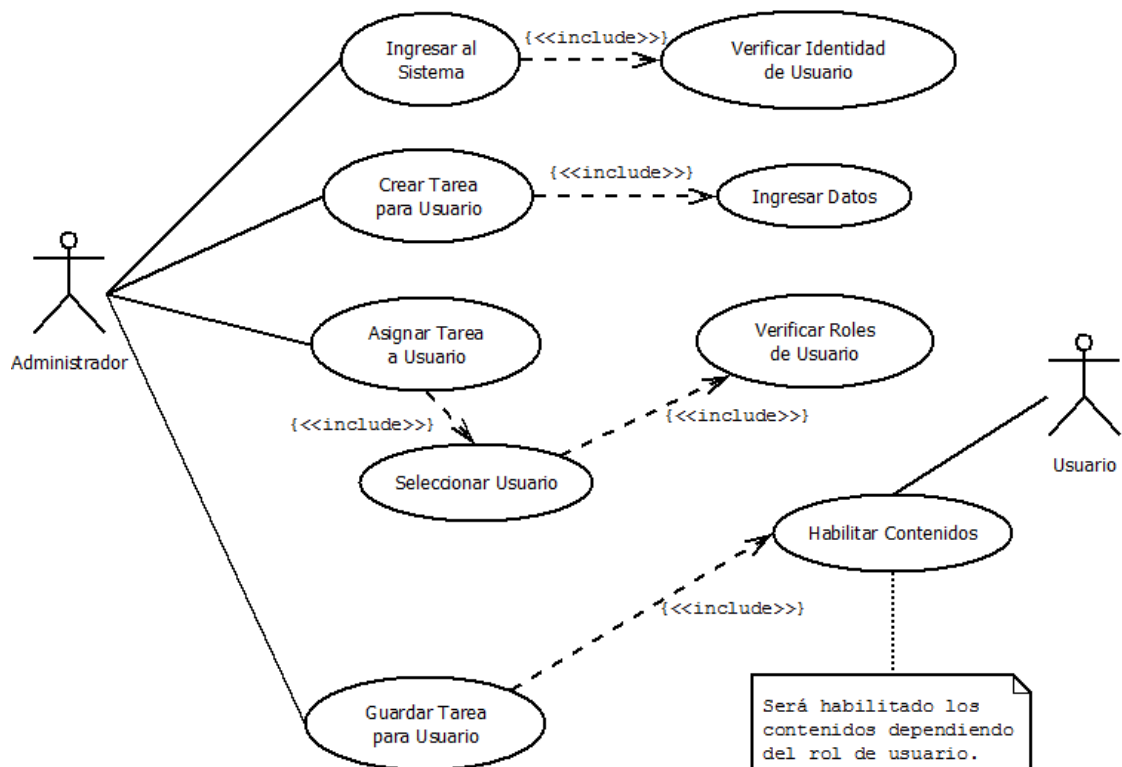 Ingresar al
Sistema
{<<include>>}
Verificar Identidad
de Usuario
Crear Tarea
para Usuario
{<<include>>}
Ingresar Datos
Administrador
Asignar Tarea
a Usuario
Verificar Roles
de Usuario
{<<include>>}
{<<include>>}
Seleccionar Usuario
Usuario
Habilitar Contenidos
{<<include>>}
Guardar Tarea
para Usuario
Será habilitado los
contenidos dependiendo
del rol de usuario.